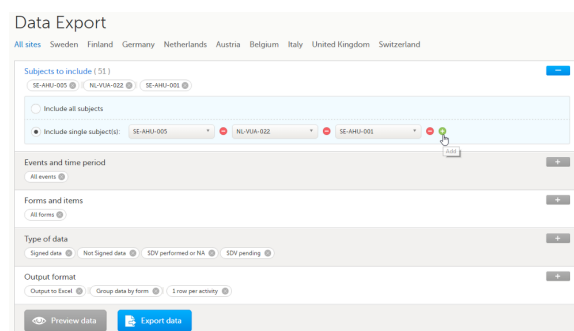 Data Export
All sites Sweden Finland Germany Netherlands Austria Belgium Italy United Kingdom Switzerland
Subjects to include ( 51 )
SE-AHU-005 NL-VUA-022 SE-AHU-001
Include all subjects
Include single subject(s): SE-AHU-005 NL-VUA-022 SE-AHU-001
Add
Events and time period
All events
Forms and items
All forms
Type of data
Signed data Not Signed data SDV performed or NA SDV pending
Output format
Output to Excel Group data by form 1 row per activity
Preview data Export data